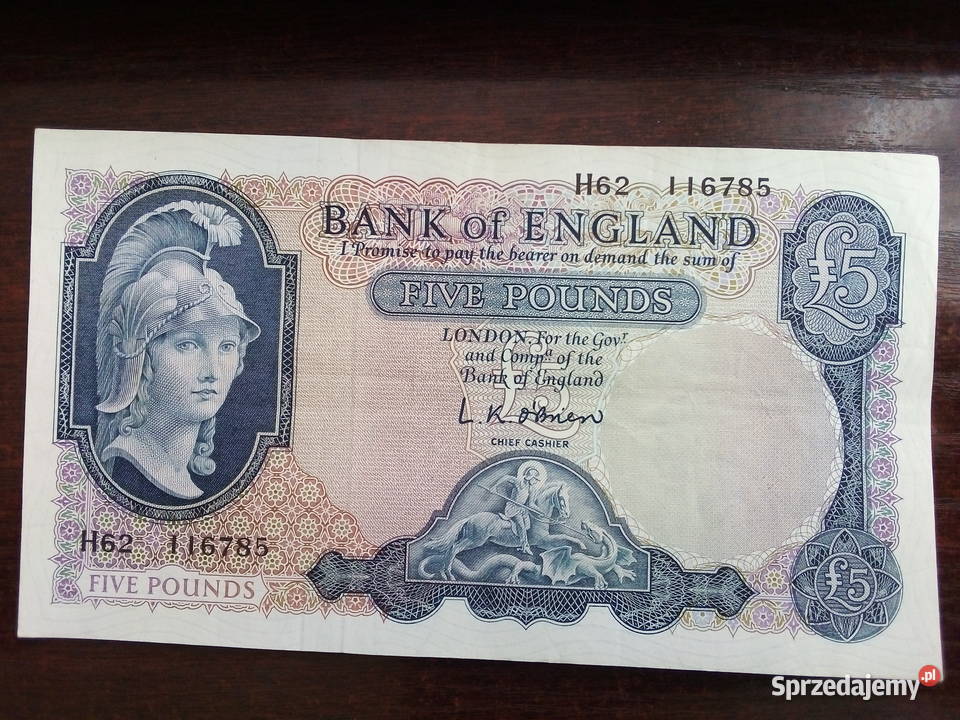 H62 116785
BANK of ENGLAND
I Promise to pay the bearer on demand the sum of
FIVE POUNDS
£5
LONDON, For the Govr.
and Compa. of the
Bank of England
£5
L.K. O'Brien
CHIEF CASHIER
H62 116785
FIVE POUNDS
£5
Sprzedajemy.pl